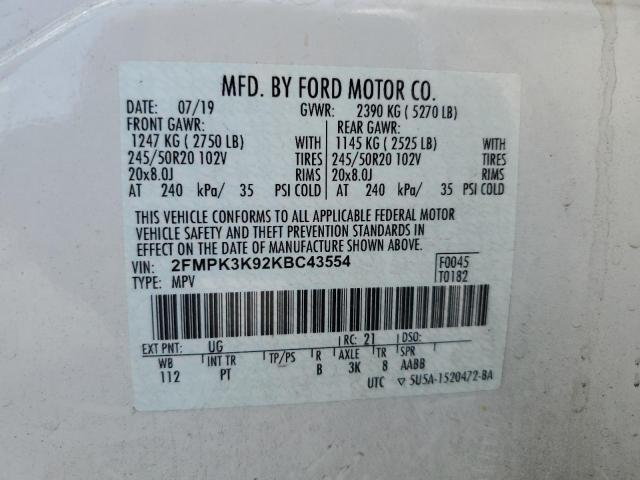 MFD. BY FORD MOTOR CO.
DATE: 07/19 GVWR: 2390 KG ( 5270 LB)
FRONT GAWR: REAR GAWR:
1247 KG ( 2750 LB) WITH 1145 KG ( 2525 LB) WITH
245/50R20 102V TIRES 245/50R20 102V TIRES
20x8.0J RIMS 20x8.0J RIMS
AT 240 kPa/ 35 PSI COLD AT 240 kPa/ 35 PSI COLD
THIS VEHICLE CONFORMS TO ALL APPLICABLE FEDERAL MOTOR
VEHICLE SAFETY AND THEFT PREVENTION STANDARDS IN
EFFECT ON THE DATE OF MANUFACTURE SHOWN ABOVE.
VIN: 2FMPK3K92KBC43554 F0045
TYPE: MPV T0182
EXT PNT: UG RC: 21 DSO:
WB INT TR TP/PS R AXLE TR SPR
112 PT B 3K 8 AABB
UTC ▽ 5U5A-1520472-BA